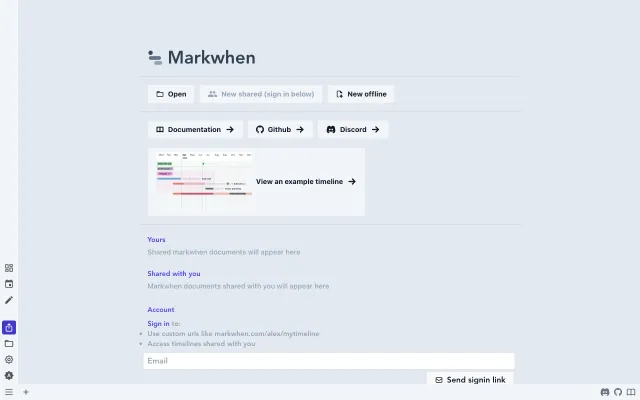 Markwhen
Open
New shared (sign in below)
New offline
Documentation
Github
Discord
View an example timeline
Yours
Shared markwhen documents will appear here
Shared with you
Markwhen documents shared with you will appear here
Account
Sign in to:
Use custom urls like markwhen.com/alex/mytimeline
Access timelines shared with you
Email
Send signin link